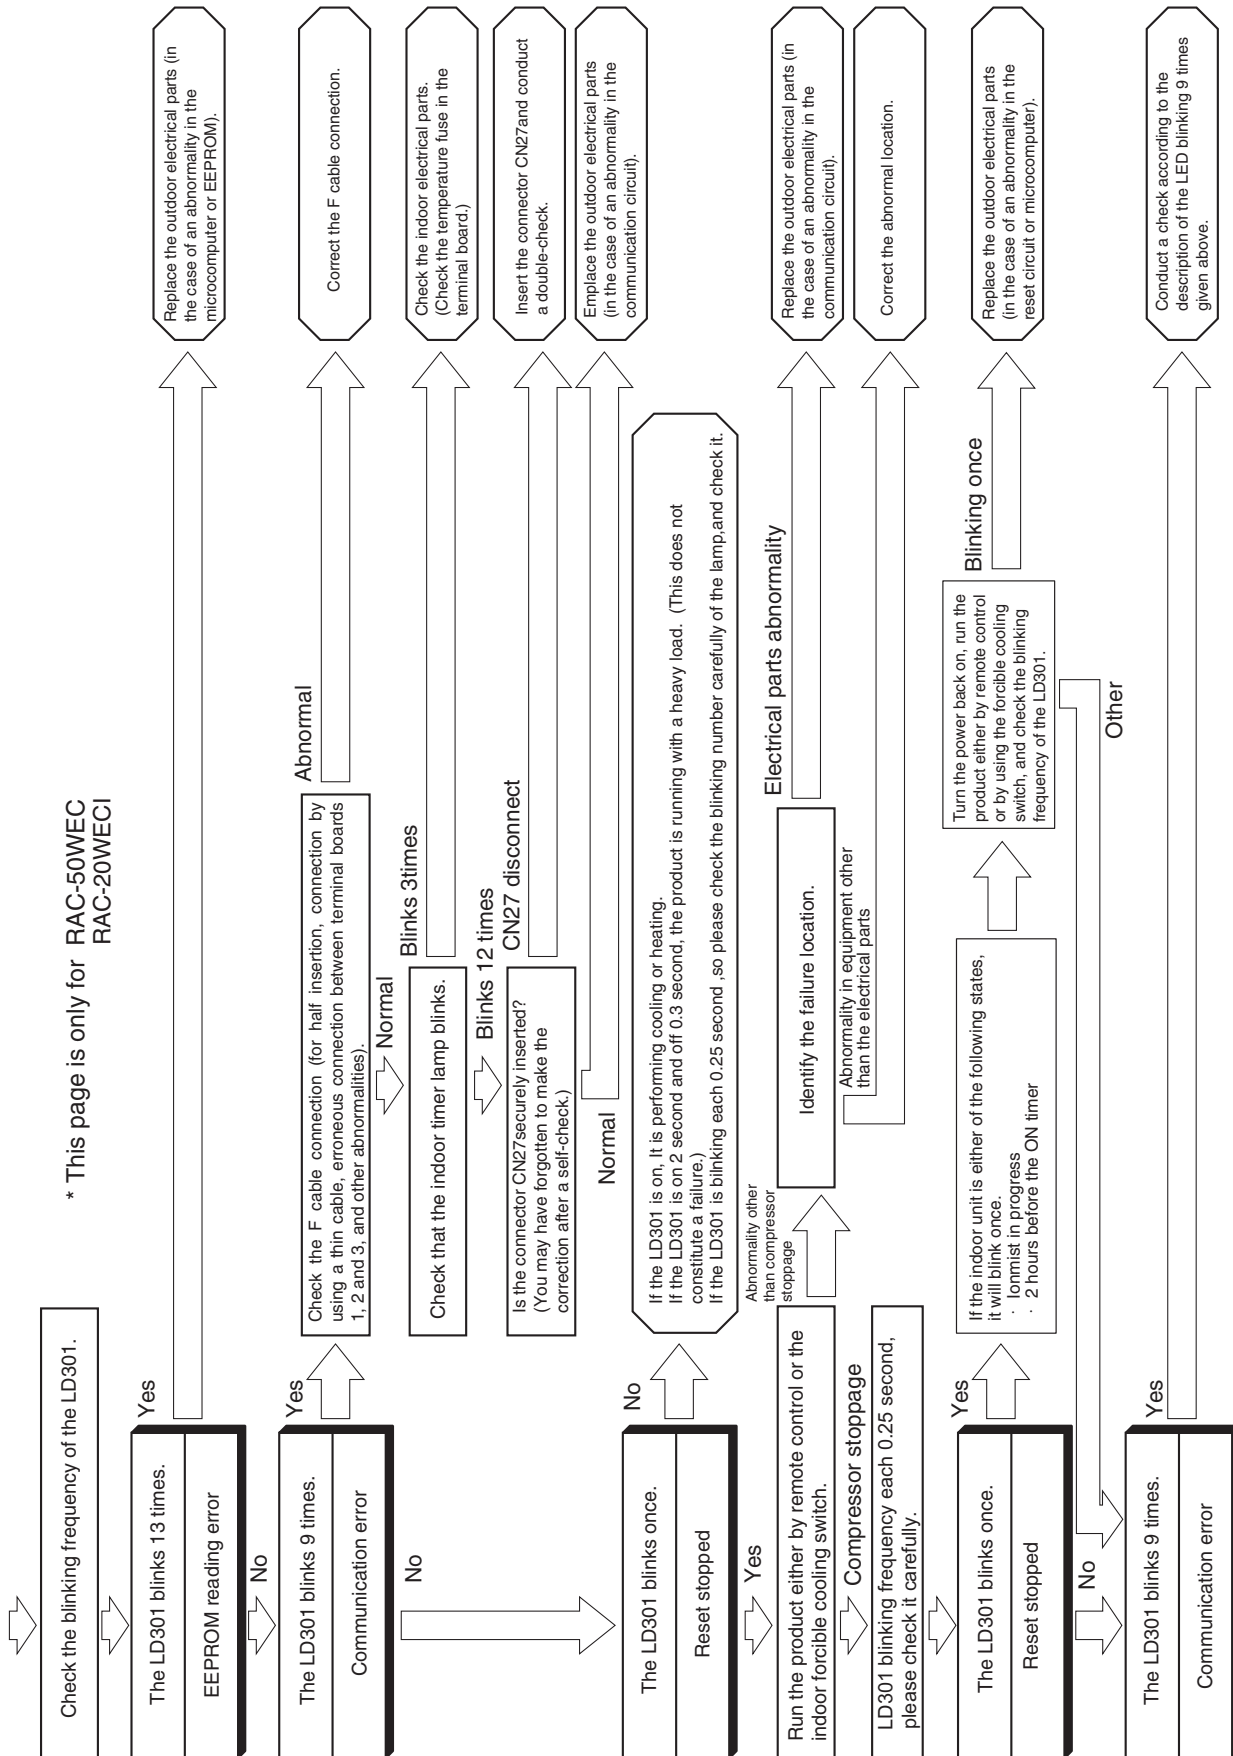 * This page is only for RAC-50WEC
RAC-20WECI
Check the blinking frequency of the LD301.
The LD301 blinks 13 times.
EEPROM reading error
Yes
Replace the outdoor electrical parts (in
the case of an abnormality in the
microcomputer or EEPROM).
No
The LD301 blinks 9 times.
Communication error
Yes
Check the F cable connection (for half insertion, connection by
using a thin cable, erroneous connection between terminal boards
1, 2 and 3, and other abnormalities).
Abnormal
Correct the F cable connection.
Normal
Check that the indoor timer lamp blinks.
Blinks 3times
Check the indoor electrical parts.
(Check the temperature fuse in the
terminal board.)
Blinks 12 times
Is the connector CN27securely inserted?
(You may have forgotten to make the
correction after a self-check.)
CN27 disconnect
Insert the connector CN27and conduct
a double-check.
Normal
Emplace the outdoor electrical parts
(in the case of an abnormality in the
communication circuit).
No
The LD301 blinks once.
Reset stopped
No
If the LD301 is on, It is performing cooling or heating.
If the LD301 is on 2 second and off 0.3 second, the product is running with a heavy load. (This does not
constitute a failure.)
If the LD301 is bilnking each 0.25 second ,so please check the blinking number carefully of the lamp,and check it.
Yes
Run the product either by remote control or the
indoor forcible cooling switch.
Abnormality other
than compressor
stoppage
Identify the failure location.
Electrical parts abnormality
Replace the outdoor electrical parts (in
the case of an abnormality in the
communication circuit).
Abnormality in equipment other
than the electrical parts
Correct the abnormal location.
Compressor stoppage
LD301 blinking frequency each 0.25 second,
please check it carefully.
The LD301 blinks once.
Reset stopped
Yes
If the indoor unit is either of the following states,
it will blink once.
· Ionmist in progress
· 2 hours before the ON timer
Turn the power back on, run the
product either by remote control
or by using the forcible cooling
switch, and check the blinking
frequency of the LD301.
Blinking once
Replace the outdoor electrical parts
(in the case of an abnormality in the
reset circuit or microcomputer).
Other
No
The LD301 blinks 9 times.
Communication error
Yes
Conduct a check according to the
description of the LED blinking 9 times
given above.